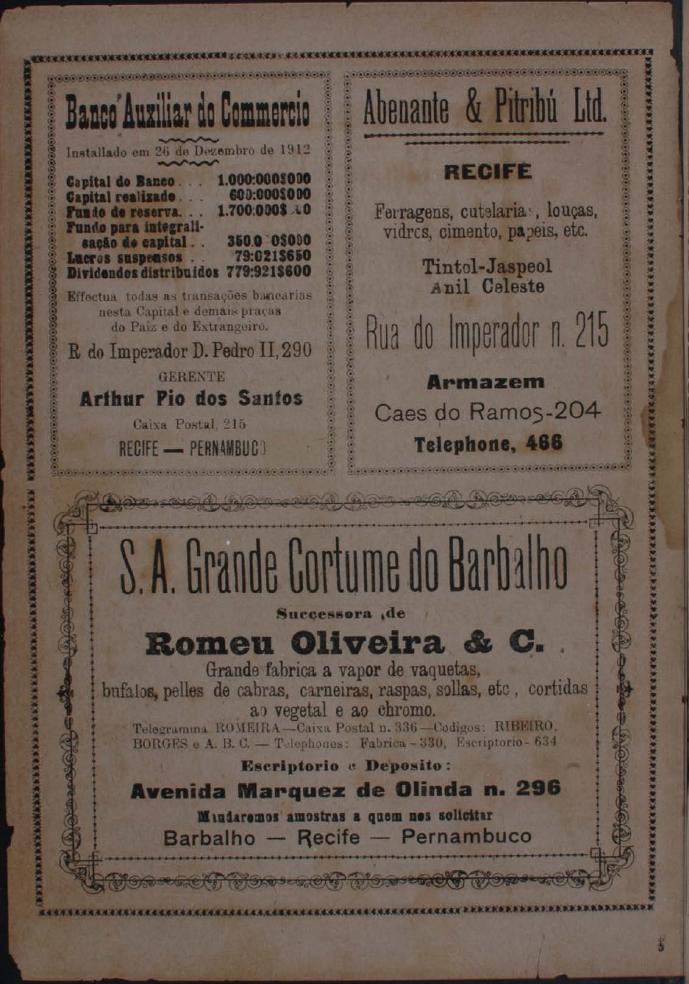 Banco Auxiliar do Commercio
Installado em 26 de Dezembro de 1912
Capital do Banco . . . 1.000:000$000
Capital realizado . . . 600:000$000
Fundo de reserva. . . 1.700:000$
Fundo para integrali-
sação de capital . .
Lucros suspensos . . 79:021$650
Dividendos distribuidos 779:921$600
Effectua todas as transações bancarias
nesta Capital e demais praças
do Paiz e do Extrangeiro.
R do Imperador D. Pedro II, 290
GERENTE
Arthur Pio dos Santos
Caixa Postal, 215
RECIFE — PERNAMBUCO
Abenante & Pitribú Ltd.
RECIFE
Ferragens, cutelarias, louças,
vidros, cimento, papeis, etc.
Tintol-Jaspeol
Anil Celeste
Rua do Imperador n. 215
Armazem
Caes do Ramos-204
Telephone, 466
S. A. Grande Cortume do Barbalho
Successora de
Romeu Oliveira & C.
Grande fabrica a vapor de vaquetas,
bufalos, pelles de cabras, carneiras, raspas, sollas, etc, cortidas
ao vegetal e ao chromo.
Telegramma ROMEIRA—Caixa Postal n. 336—Codigos: RIBEIRO,
BORGES e A. B. C. — Telephones: Fabrica-330, Escriptorio-634
Escriptorio e Deposito:
Avenida Marquez de Olinda n. 296
Mandaremos amostras a quem nos solicitar
Barbalho — Recife — Pernambuco